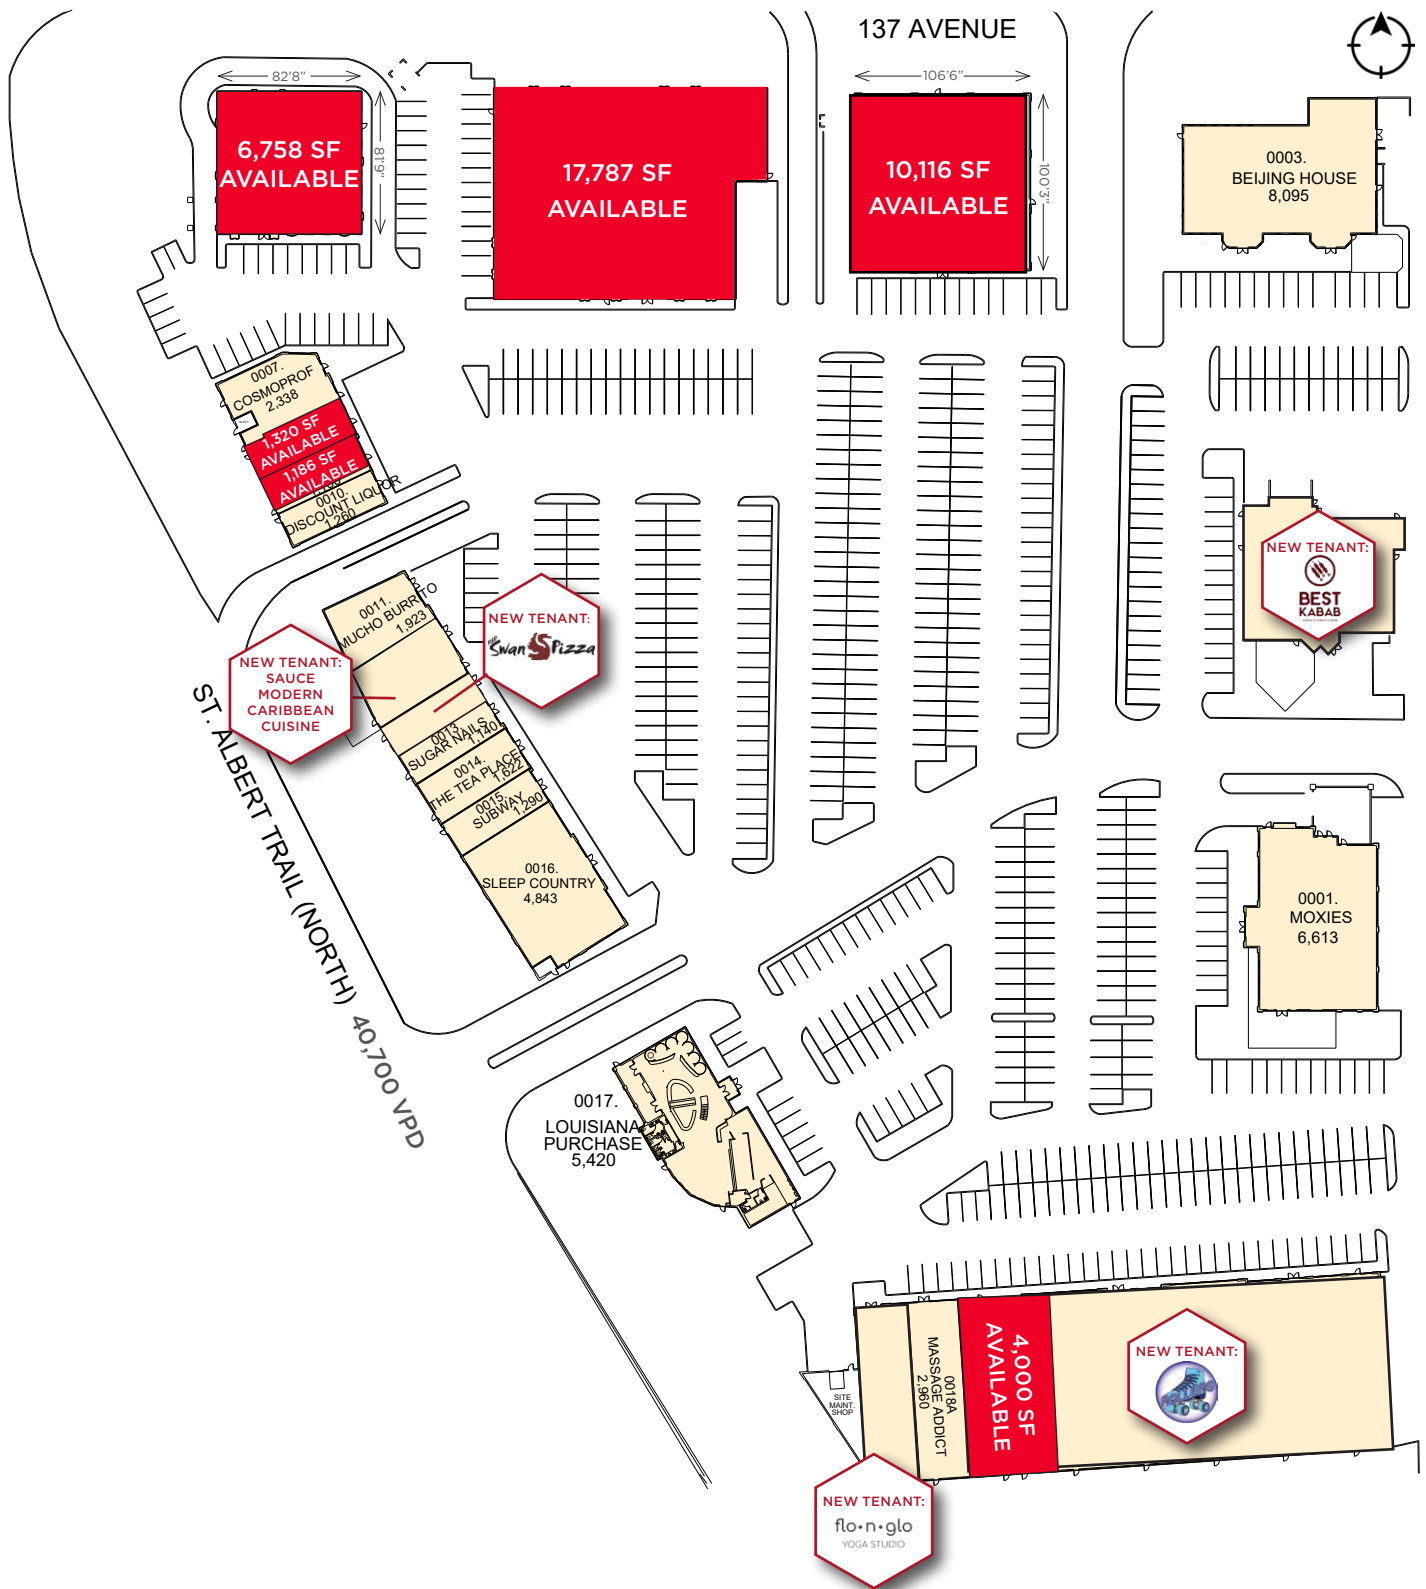 137 AVENUE
82'8"
81'9"
6,758 SF
AVAILABLE
17,787 SF
AVAILABLE
106'6"
100'3"
10,116 SF
AVAILABLE
0003.
BEIJING HOUSE
8,095
0007.
COSMOPROF
2,338
1,320 SF
AVAILABLE
1,186 SF
AVAILABLE
0010.
DISCOUNT LIQUOR
1,260
NEW TENANT:
BEST
KABAB
0011.
MUCHO BURRITO
1,923
NEW TENANT:
Swan Pizza
NEW TENANT:
SAUCE
MODERN
CARIBBEAN
CUISINE
0013.
SUGAR NAILS
1,140
0014.
THE TEA PLACE
1,622
0015.
SUBWAY
1,290
0016.
SLEEP COUNTRY
4,843
ST. ALBERT TRAIL (NORTH) 40,700 VPD
0001.
MOXIES
6,613
0017.
LOUISIANA
PURCHASE
5,420
SITE
MAINT.
SHOP
0018A
MASSAGE ADDICT
2,960
4,000 SF
AVAILABLE
NEW TENANT:
NEW TENANT:
flo•n•glo
YOGA STUDIO